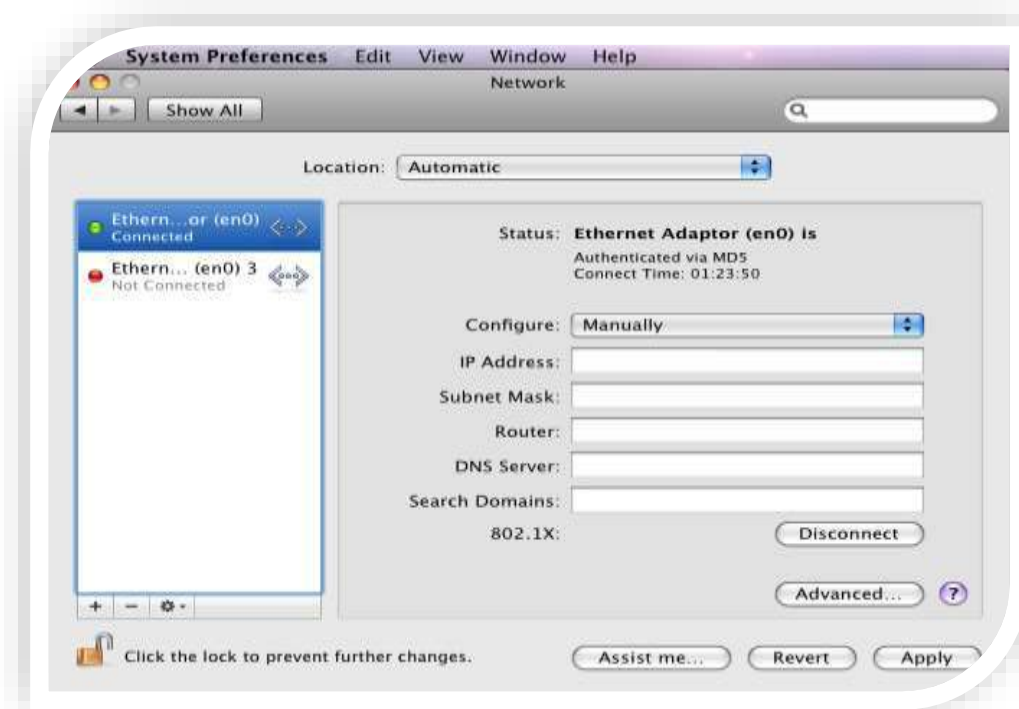 System Preferences Edit View Window Help
Network
Show All
Location: Automatic
Ethern...or (en0)
Connected
Ethern... (en0) 3
Not Connected
Status: Ethernet Adaptor (en0) is
Authenticated via MD5
Connect Time: 01:23:50
Configure: Manually
IP Address:
Subnet Mask:
Router:
DNS Server:
Search Domains:
802.1X: Disconnect
Advanced... ?
+ −
Click the lock to prevent further changes.
Assist me... Revert Apply